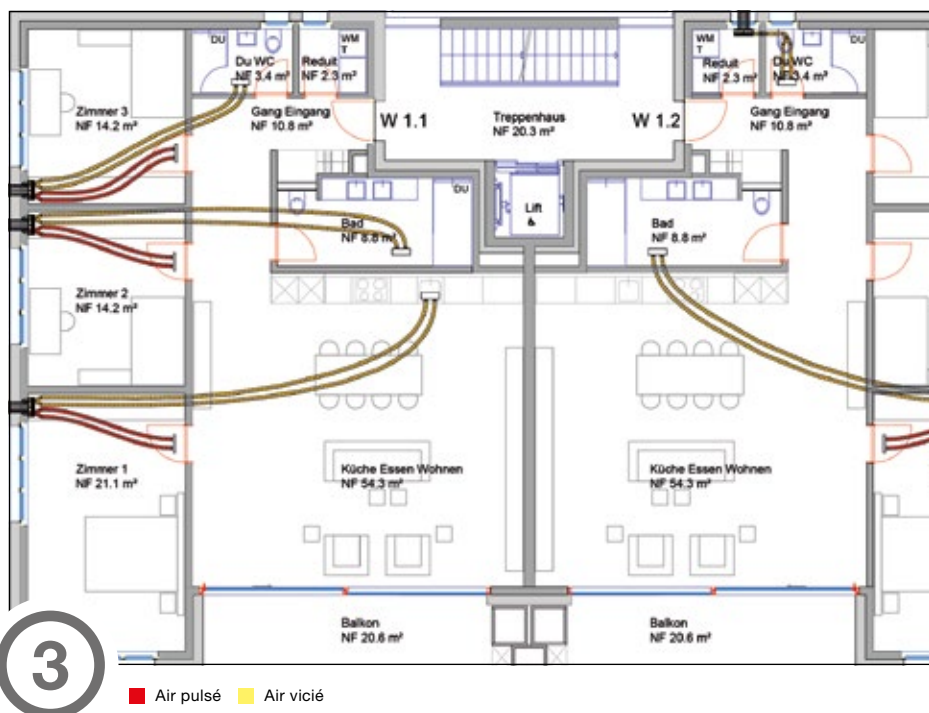 DU
Du WC
NF 3.4 m²
Reduit
NF 2.3 m²
WM
T
Zimmer 3
NF 14.2 m²
Gang Eingang
NF 10.8 m²
W 1.1
Treppenhaus
NF 20.3 m²
W 1.2
WM
T
Reduit
NF 2.3 m²
Du WC
NF 3.4 m²
DU
Gang Eingang
NF 10.8 m²
DU
Bad
NF 8.8 m²
Lift
Bad
NF 8.8 m²
Zimmer 2
NF 14.2 m²
Zimmer 1
NF 21.1 m²
Küche Essen Wohnen
NF 54.3 m²
Küche Essen Wohnen
NF 54.3 m²
Balkon
NF 20.6 m²
Balkon
NF 20.6 m²
3
Air pulsé
Air vicié